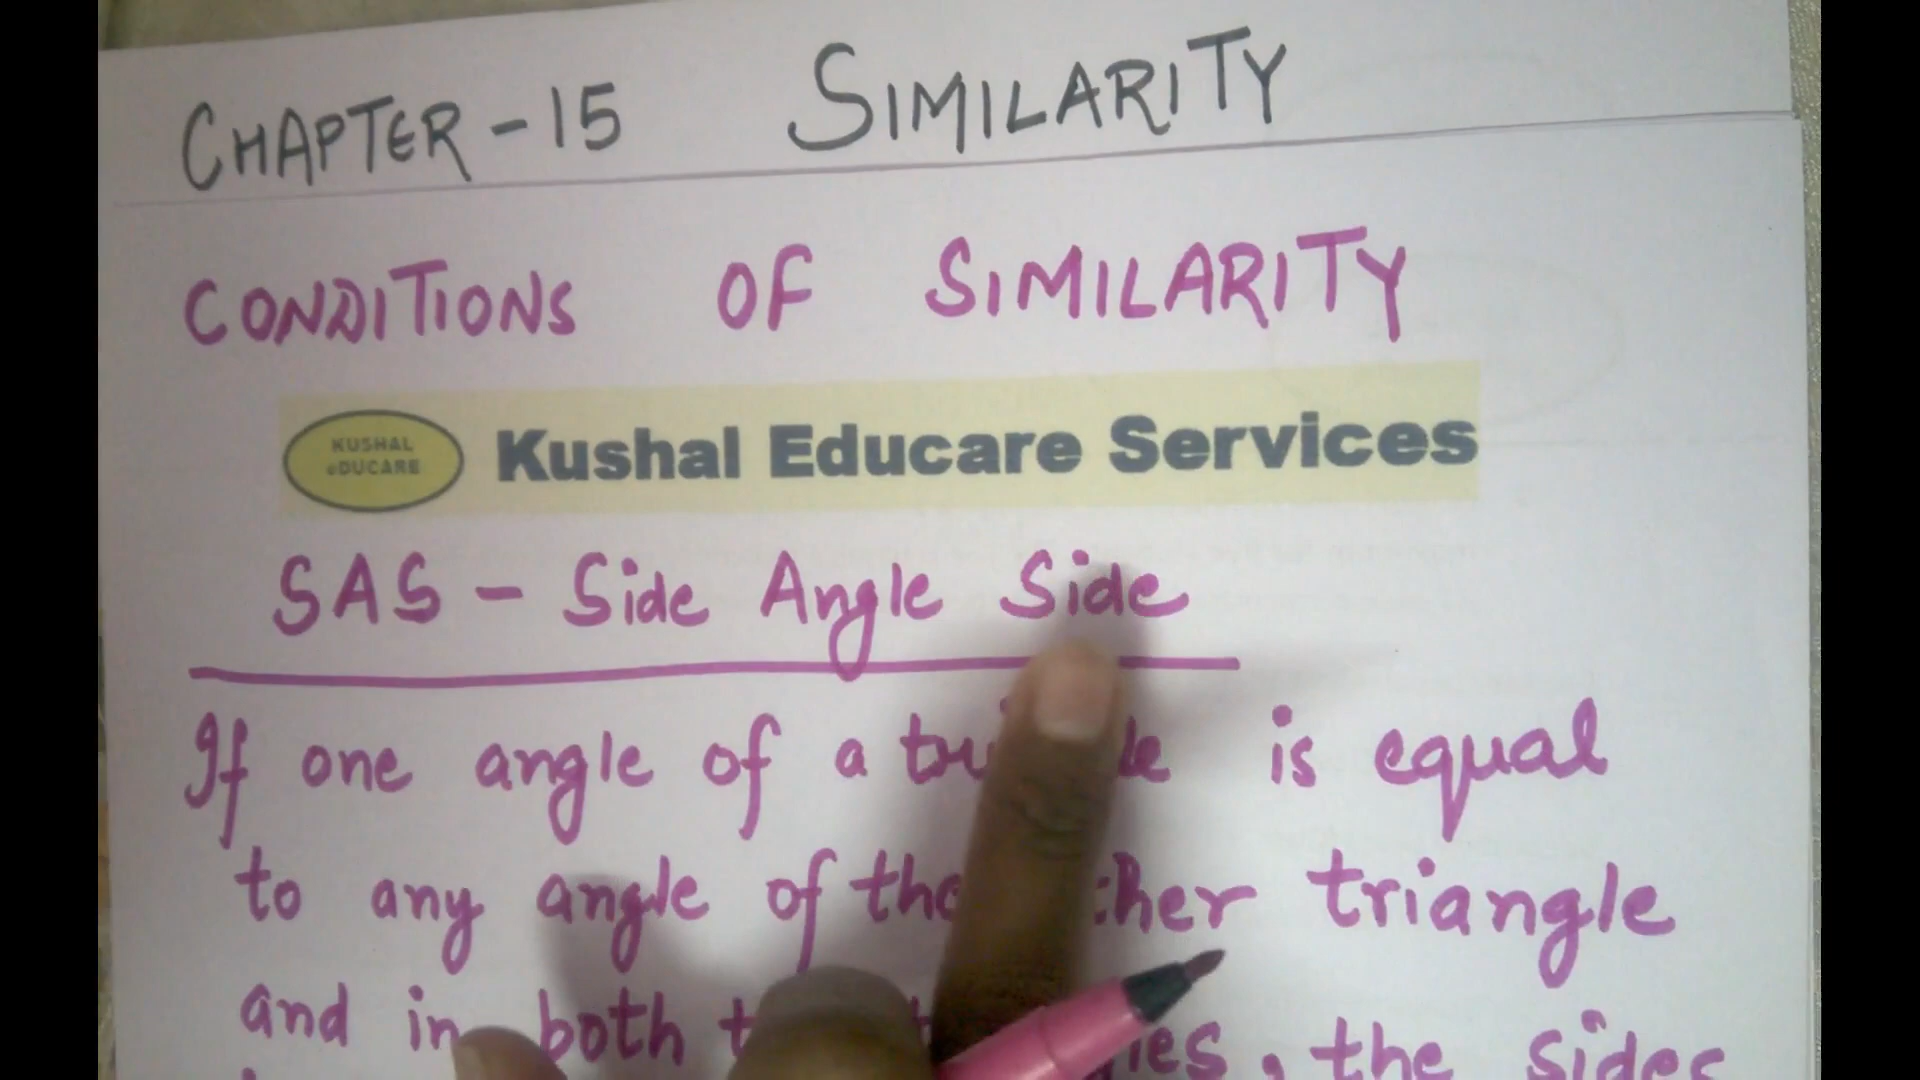 CHAPTER-15 SIMILARITY
CONDITIONS OF SIMILARITY
KUSHAL
eDUCARE
Kushal Educare Services
SAS - Side Angle Side
If one angle of a is equal
to any angle of triangle
and in both the sides